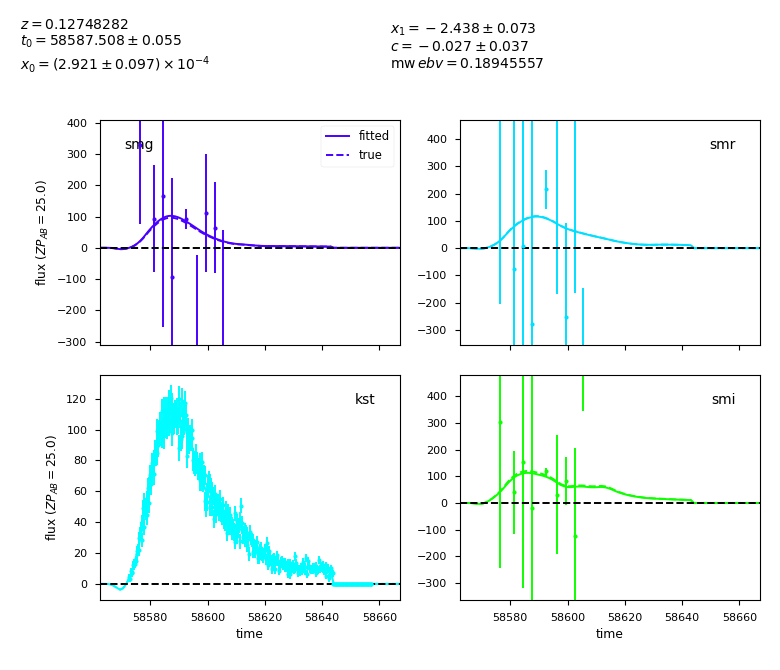 z = 0.12748282
t₀ = 58587.508 ± 0.055
x₀ = (2.921 ± 0.097) × 10⁻⁴
x₁ = −2.438 ± 0.073
c = −0.027 ± 0.037
mw ebv = 0.18945557
400
300
200
100
0
−100
−200
−300
flux (ZP_AB = 25.0)
smg
fitted
true
400
300
200
100
0
−100
−200
−300
smr
120
100
80
60
40
20
0
flux (ZP_AB = 25.0)
kst
58580 58600 58620 58640 58660
time
400
300
200
100
0
−100
−200
−300
smi
58580 58600 58620 58640 58660
time